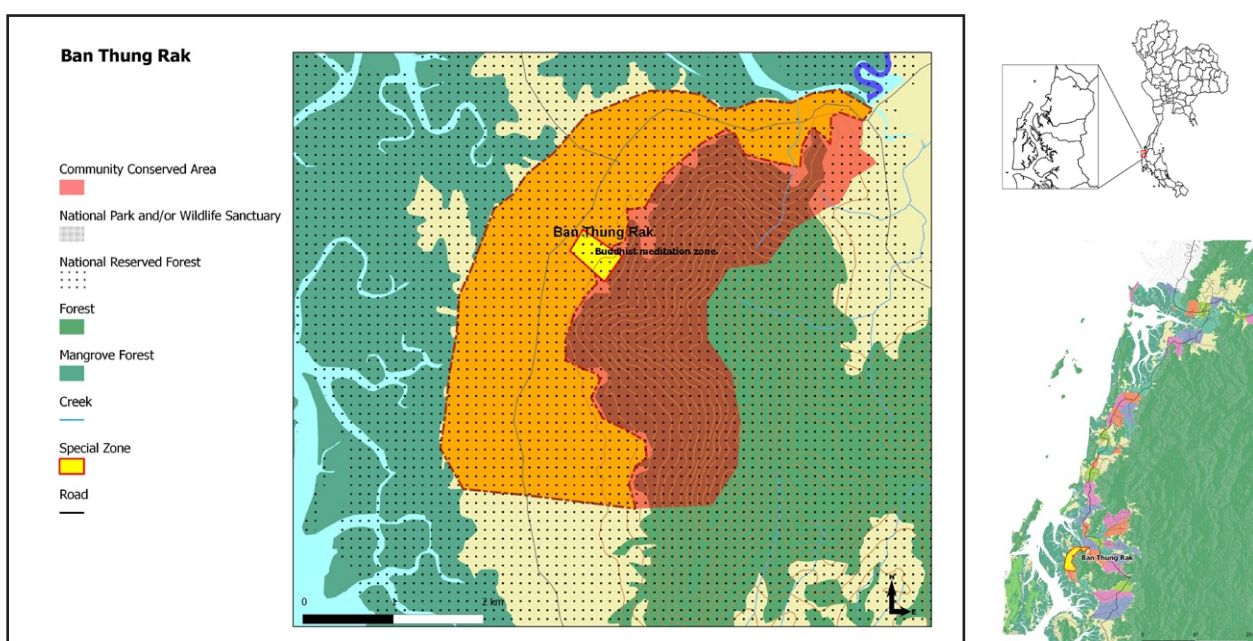 Ban Thung Rak
Community Conserved Area
National Park and/or Wildlife Sanctuary
National Reserved Forest
Forest
Mangrove Forest
Creek
Special Zone
Road
Ban Thung Rak
Buddhist meditation zone
0 1 2 km
N
E
Ban Thung Rak